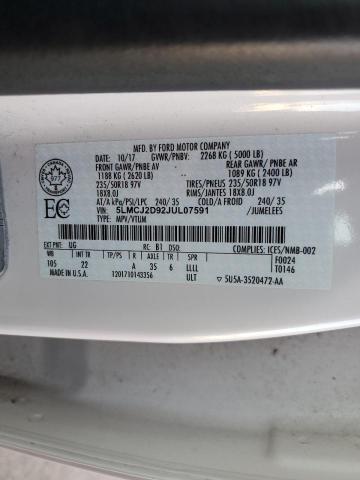 MFD. BY FORD MOTOR COMPANY
10/17 GVWR/PNBV: 2268 KG ( 5000 LB)
FRONT GAWR/PNBE AV REAR GAWR/PNBE AR
1188 KG ( 2620 LB) 1089 KG ( 2400 LB)
235/50R18 97V TIRES/PNEUS 235/50R18 97V
18X8.0J RIMS/JANTES 18X8.0J
AT/A kPa/PSI/LPC 240/35 COLD/A FROID 240/35
VIN: 5LMCJ2D92JUL07591 /JUMELEES
TYPE: MPV/VTUM
EXT PNT: UG RC: B1 DSO: COMPLIES: ICES/NMB-002
WB INT TR TP/PS R AXLE TR SPR F0024
105 22 A 35 6 LLLL T0146
1201710143356 ULT 5U5A-3520472-AA
977
EC